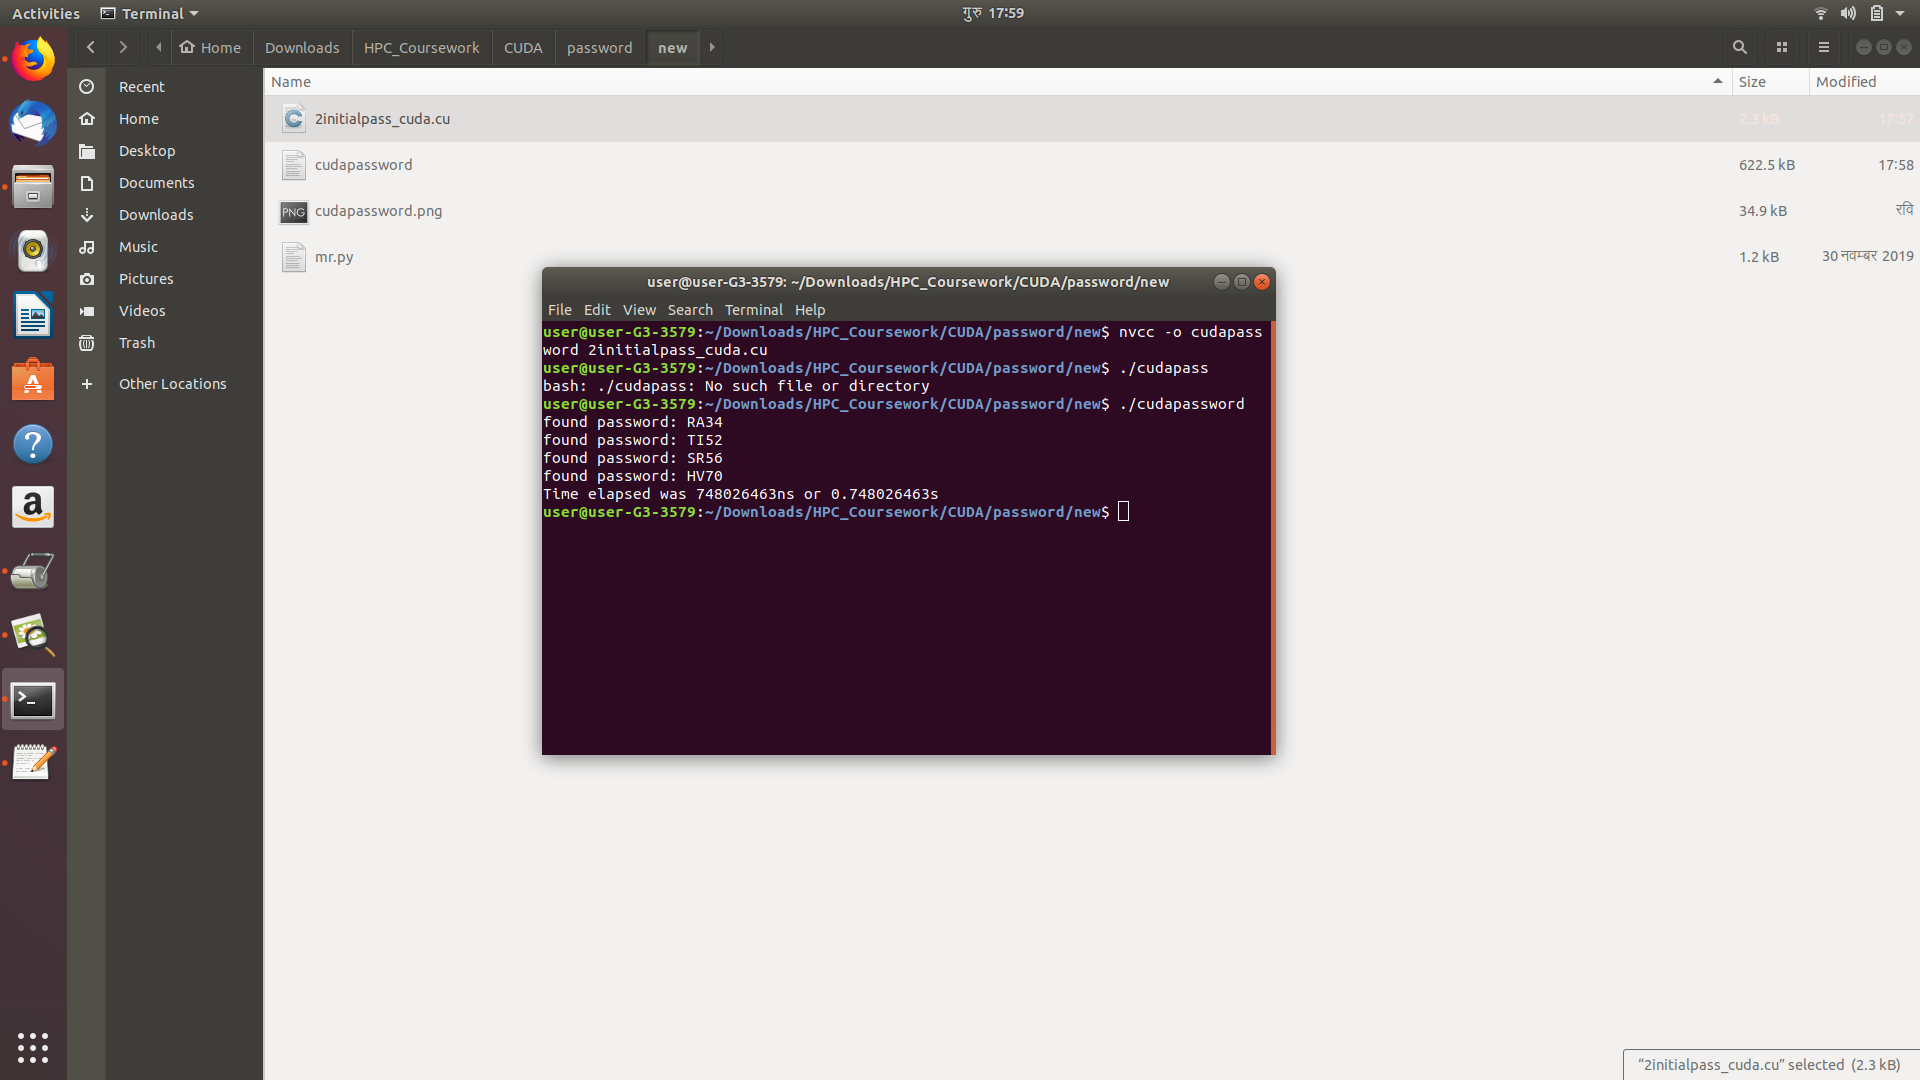 Activities Terminal गुरु 17:59
Home Downloads HPC_Coursework CUDA password new
Recent
Home
Desktop
Documents
Downloads
Music
Pictures
Videos
Trash
Other Locations
Name Size Modified
2initialpass_cuda.cu 2.3 kB 17:57
cudapassword 622.5 kB 17:58
PNG cudapassword.png 34.9 kB रवि
mr.py 1.2 kB 30 नवम्बर 2019
user@user-G3-3579: ~/Downloads/HPC_Coursework/CUDA/password/new
File Edit View Search Terminal Help
user@user-G3-3579:~/Downloads/HPC_Coursework/CUDA/password/new$ nvcc -o cudapass
word 2initialpass_cuda.cu
user@user-G3-3579:~/Downloads/HPC_Coursework/CUDA/password/new$ ./cudapass
bash: ./cudapass: No such file or directory
user@user-G3-3579:~/Downloads/HPC_Coursework/CUDA/password/new$ ./cudapassword
found password: RA34
found password: TI52
found password: SR56
found password: HV70
Time elapsed was 748026463ns or 0.748026463s
user@user-G3-3579:~/Downloads/HPC_Coursework/CUDA/password/new$
“2initialpass_cuda.cu” selected (2.3 kB)